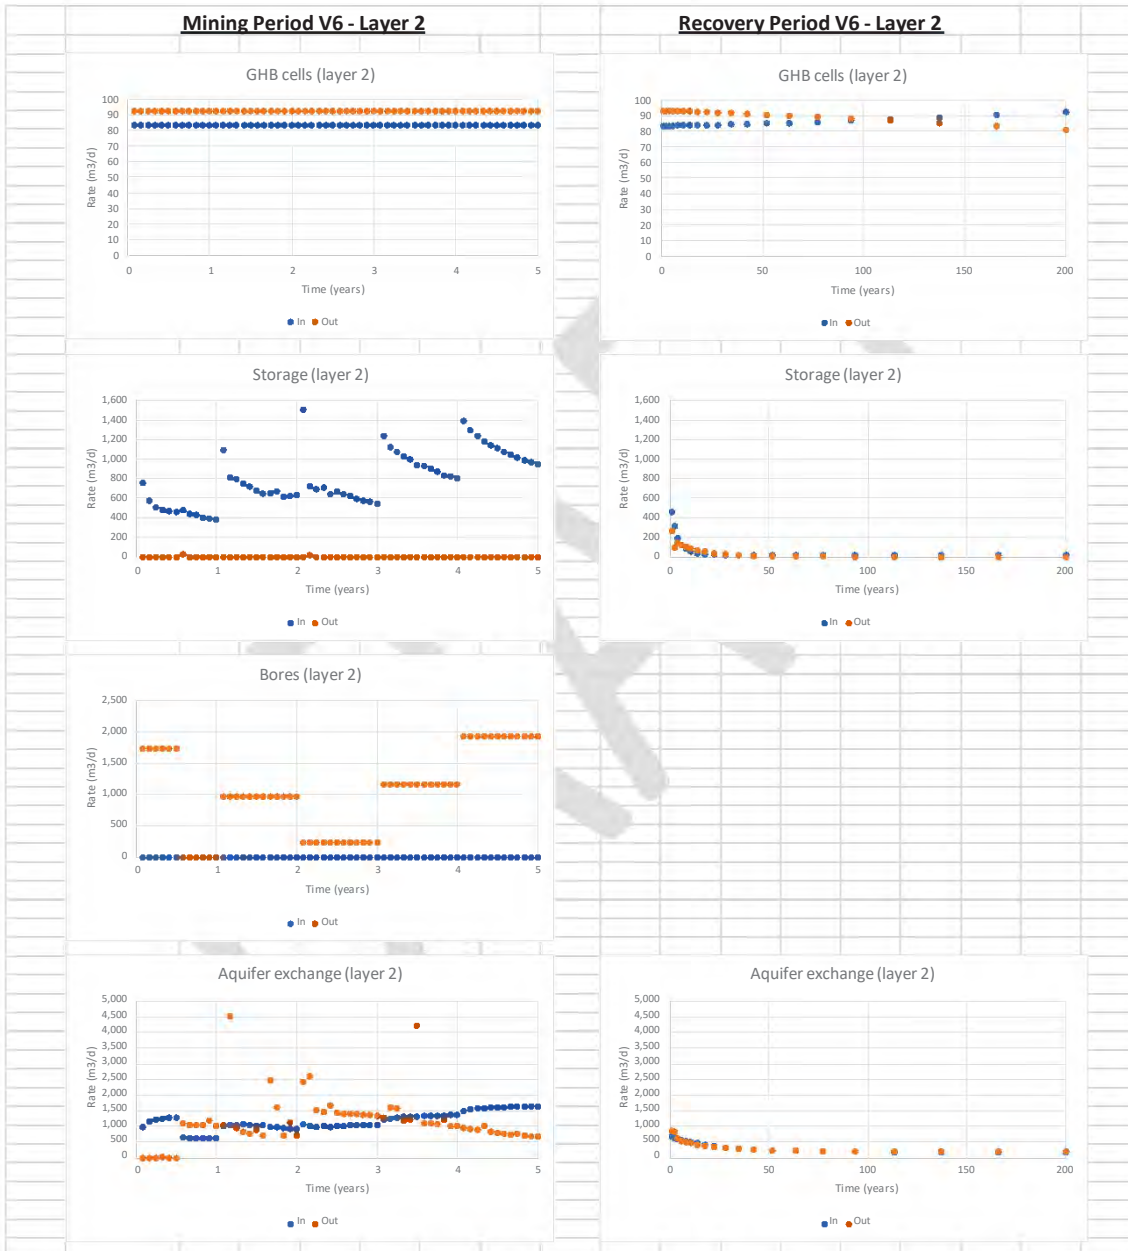 Mining Period V6 - Layer 2
Recovery Period V6 - Layer 2
GHB cells (layer 2)
100
90
80
70
60
50
40
30
20
10
0
Rate (m3/d)
0 1 2 3 4 5
Time (years)
In Out
GHB cells (layer 2)
100
90
80
70
60
50
40
30
20
10
0
Rate (m3/d)
0 50 100 150 200
Time (years)
In Out
Storage (layer 2)
1,600
1,400
1,200
1,000
800
600
400
200
0
Rate (m3/d)
0 1 2 3 4 5
Time (years)
In Out
Storage (layer 2)
1,600
1,400
1,200
1,000
800
600
400
200
0
Rate (m3/d)
0 50 100 150 200
Time (years)
In Out
Bores (layer 2)
2,500
2,000
1,500
1,000
500
0
Rate (m3/d)
0 1 2 3 4 5
Time (years)
In Out
Aquifer exchange (layer 2)
5,000
4,500
4,000
3,500
3,000
2,500
2,000
1,500
1,000
500
0
Rate (m3/d)
0 1 2 3 4 5
Time (years)
In Out
Aquifer exchange (layer 2)
5,000
4,500
4,000
3,500
3,000
2,500
2,000
1,500
1,000
500
0
Rate (m3/d)
0 50 100 150 200
Time (years)
In Out